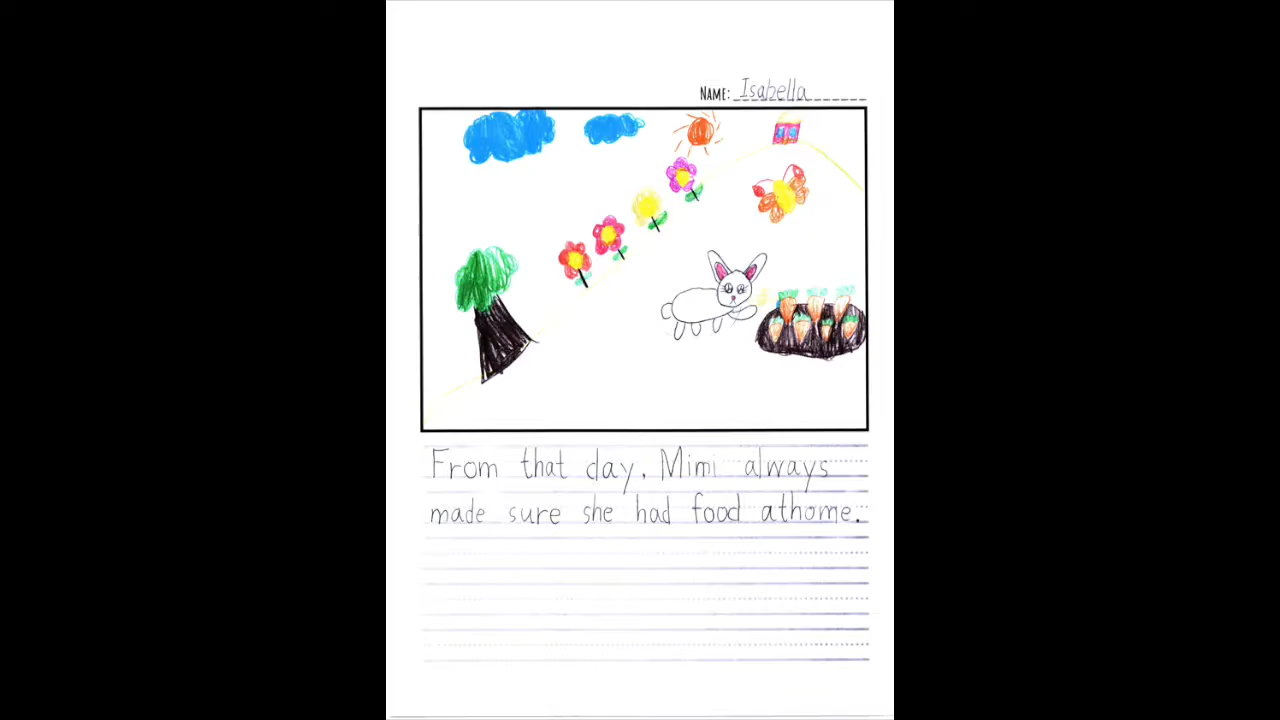 NAME: Isabella
From that day, Mimi always
made sure she had food athome.